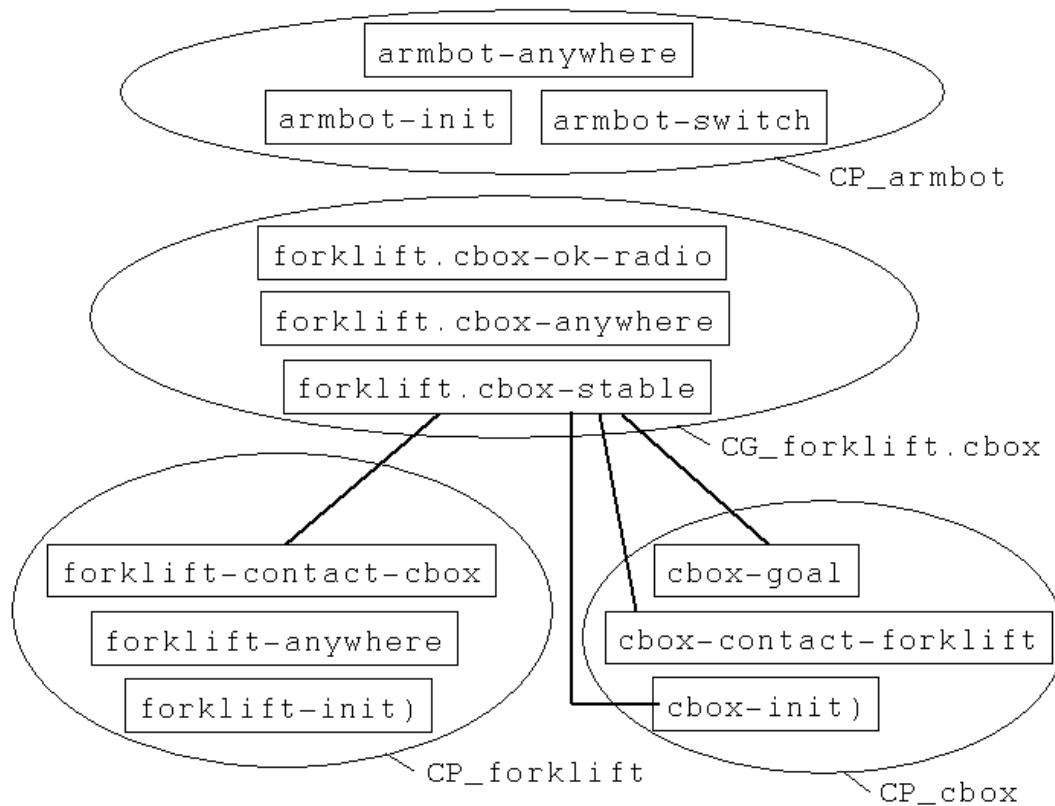 armbot-anywhere
armbot-init
armbot-switch
CP_armbot
forklift.cbox-ok-radio
forklift.cbox-anywhere
forklift.cbox-stable
CG_forklift.cbox
forklift-contact-cbox
forklift-anywhere
forklift-init)
CP_forklift
cbox-goal
cbox-contact-forklift
cbox-init)
CP_cbox